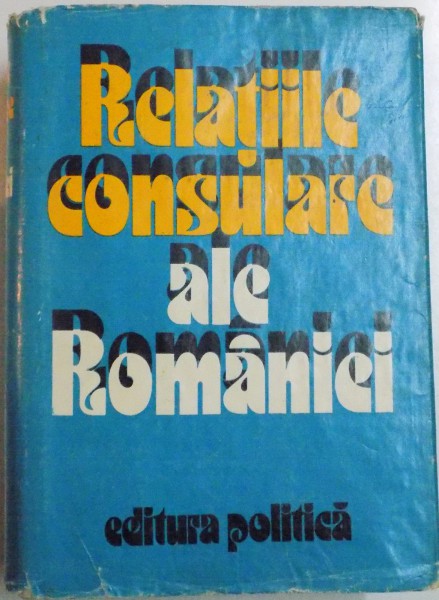 Relațiile
consulare
ale
României
editura politică